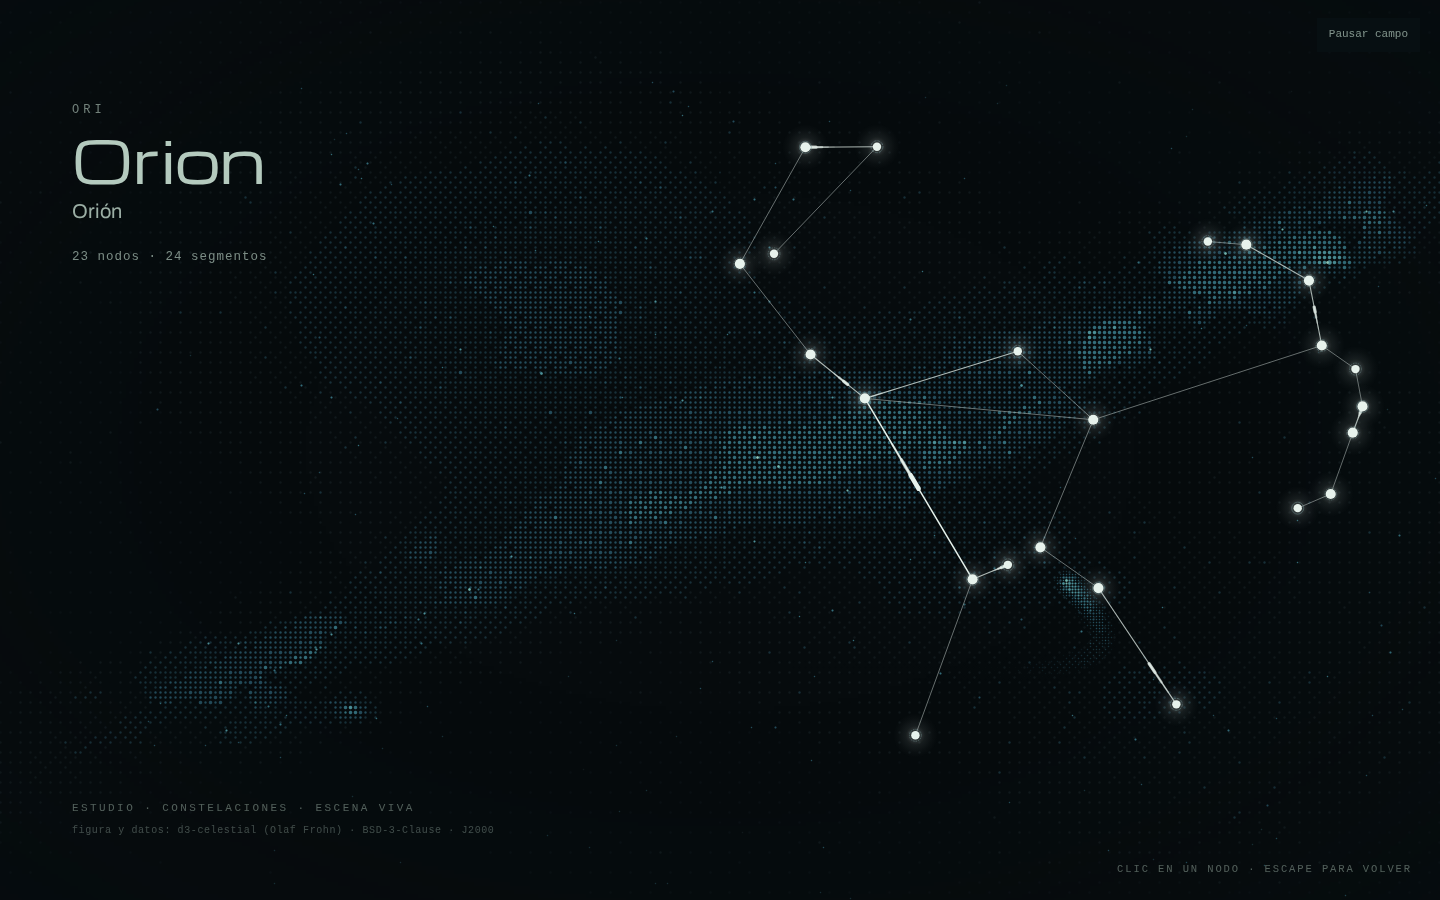 Pausar campo
ORI
Orion
Orión
23 nodos · 24 segmentos
ESTUDIO · CONSTELACIONES · ESCENA VIVA
figura y datos: d3-celestial (Olaf Frohn) · BSD-3-Clause · J2000
CLIC EN UN NODO · ESCAPE PARA VOLVER